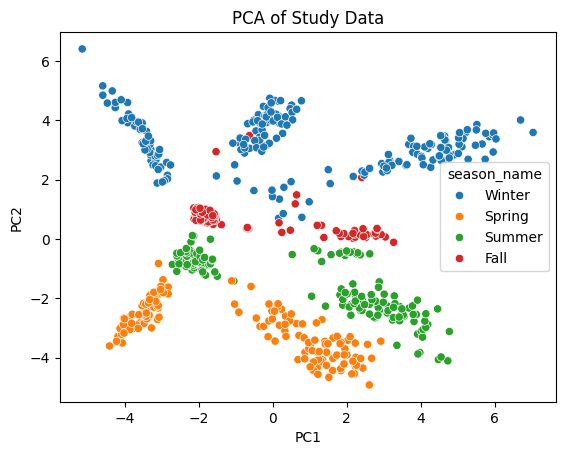 PCA of Study Data
PC2
6
4
2
0
−2
−4
season_name
Winter
Spring
Summer
Fall
−4 −2 0 2 4 6
PC1